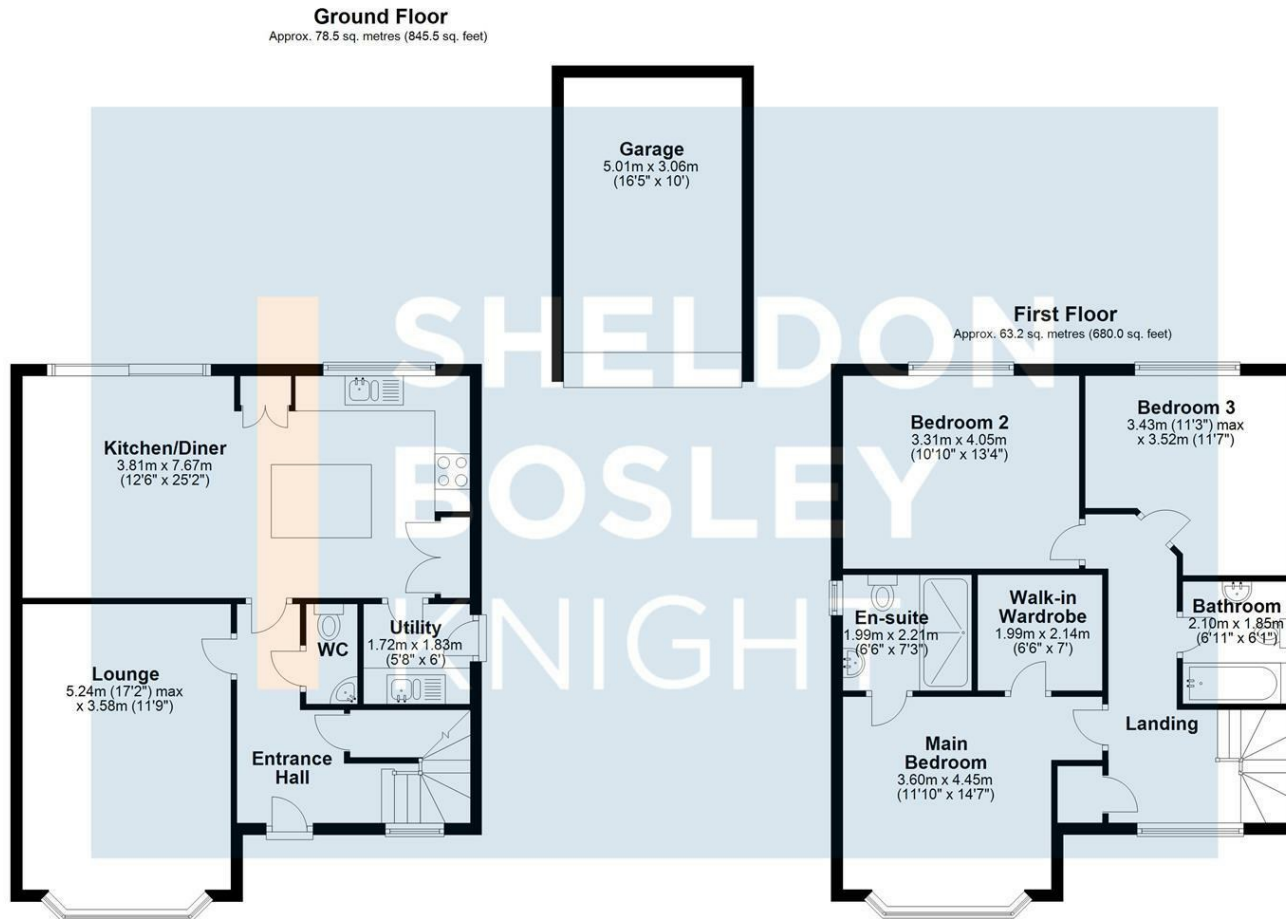 Ground Floor
Approx. 78.5 sq. metres (845.5 sq. feet)
Garage
5.01m x 3.06m
(16'5" x 10')
First Floor
Approx. 63.2 sq. metres (680.0 sq. feet)
SHELDON
BOSLEY
KNIGHT
Kitchen/Diner
3.81m x 7.67m
(12'6" x 25'2")
Bedroom 2
3.31m x 4.05m
(10'10" x 13'4")
Bedroom 3
3.43m (11'3") max
x 3.52m (11'7")
WC
Utility
1.72m x 1.83m
(5'8" x 6')
En-suite
1.99m x 2.21m
(6'6" x 7'3")
Walk-in
Wardrobe
1.99m x 2.14m
(6'6" x 7')
Bathroom
2.10m x 1.85m
(6'11" x 6'1")
Lounge
5.24m (17'2") max
x 3.58m (11'9")
Entrance
Hall
Main
Bedroom
3.60m x 4.45m
(11'10" x 14'7")
Landing